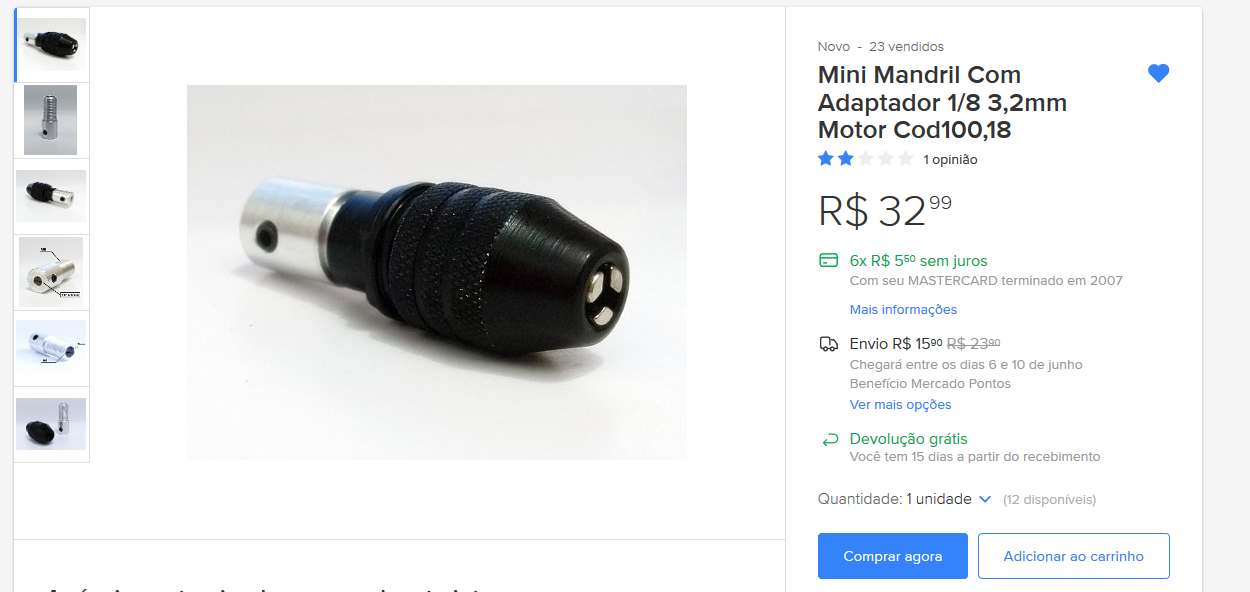 Novo - 23 vendidos
Mini Mandril Com
Adaptador 1/8 3,2mm
Motor Cod100,18
1 opinião
R$ 32 99
6x R$ 5 50 sem juros
Com seu MASTERCARD terminado em 2007
Mais informações
Envio R$ 15 90 R$ 23 90
Chegará entre os dias 6 e 10 de junho
Benefício Mercado Pontos
Ver mais opções
Devolução grátis
Você tem 15 dias a partir do recebimento
Quantidade: 1 unidade (12 disponíveis)
Comprar agora
Adicionar ao carrinho